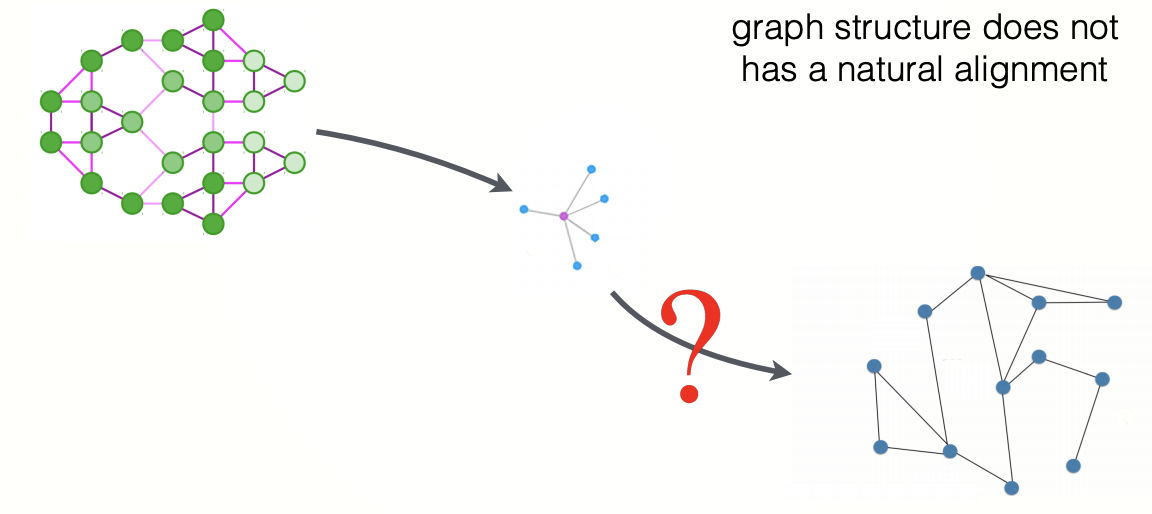 graph structure does not
has a natural alignment
?